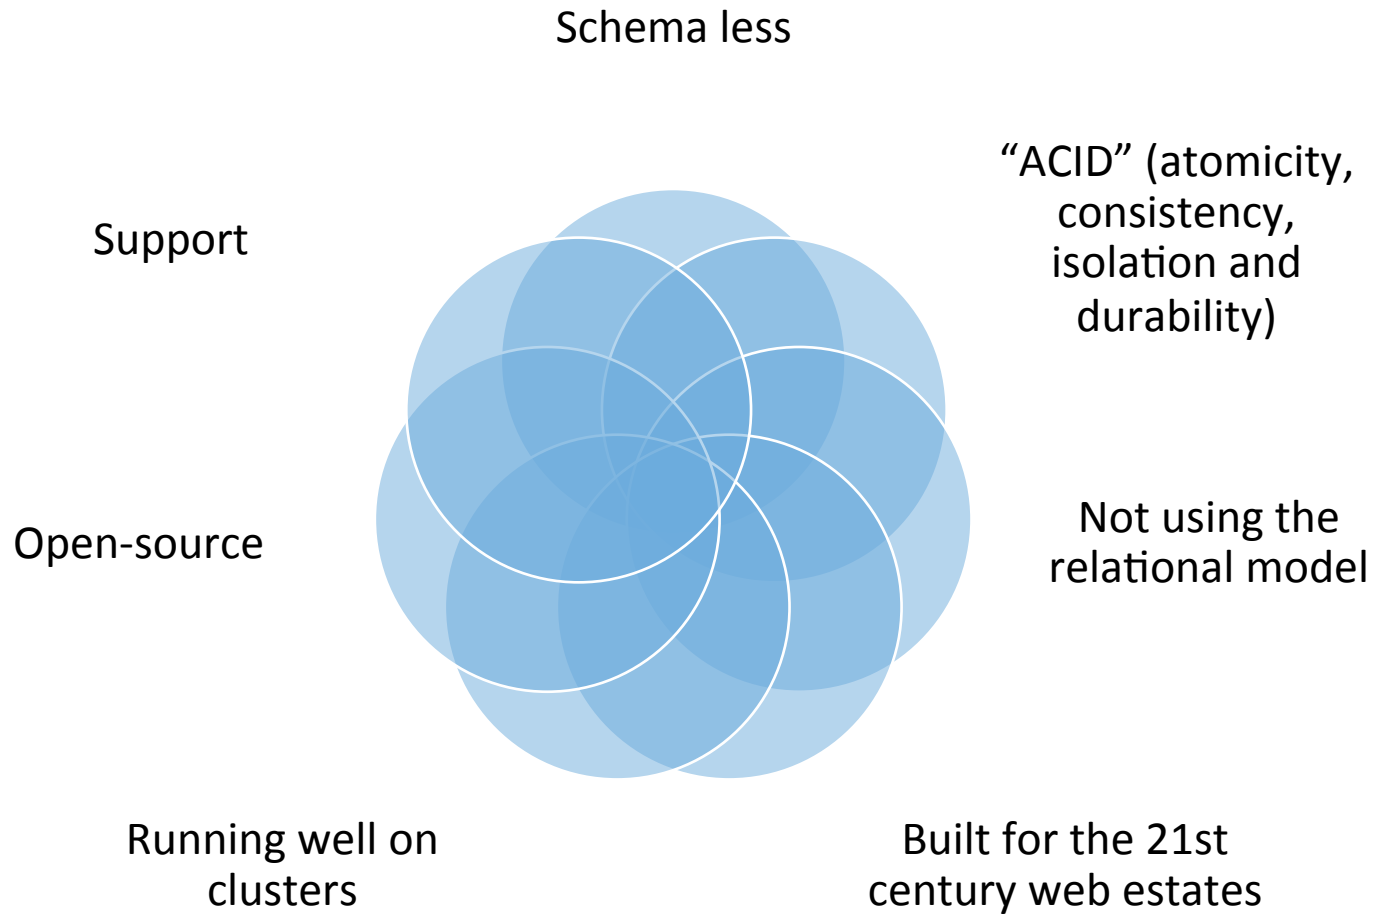 Schema less
“ACID” (atomicity,
consistency,
isolation and
durability)
Support
Not using the
relational model
Open-source
Running well on
clusters
Built for the 21st
century web estates